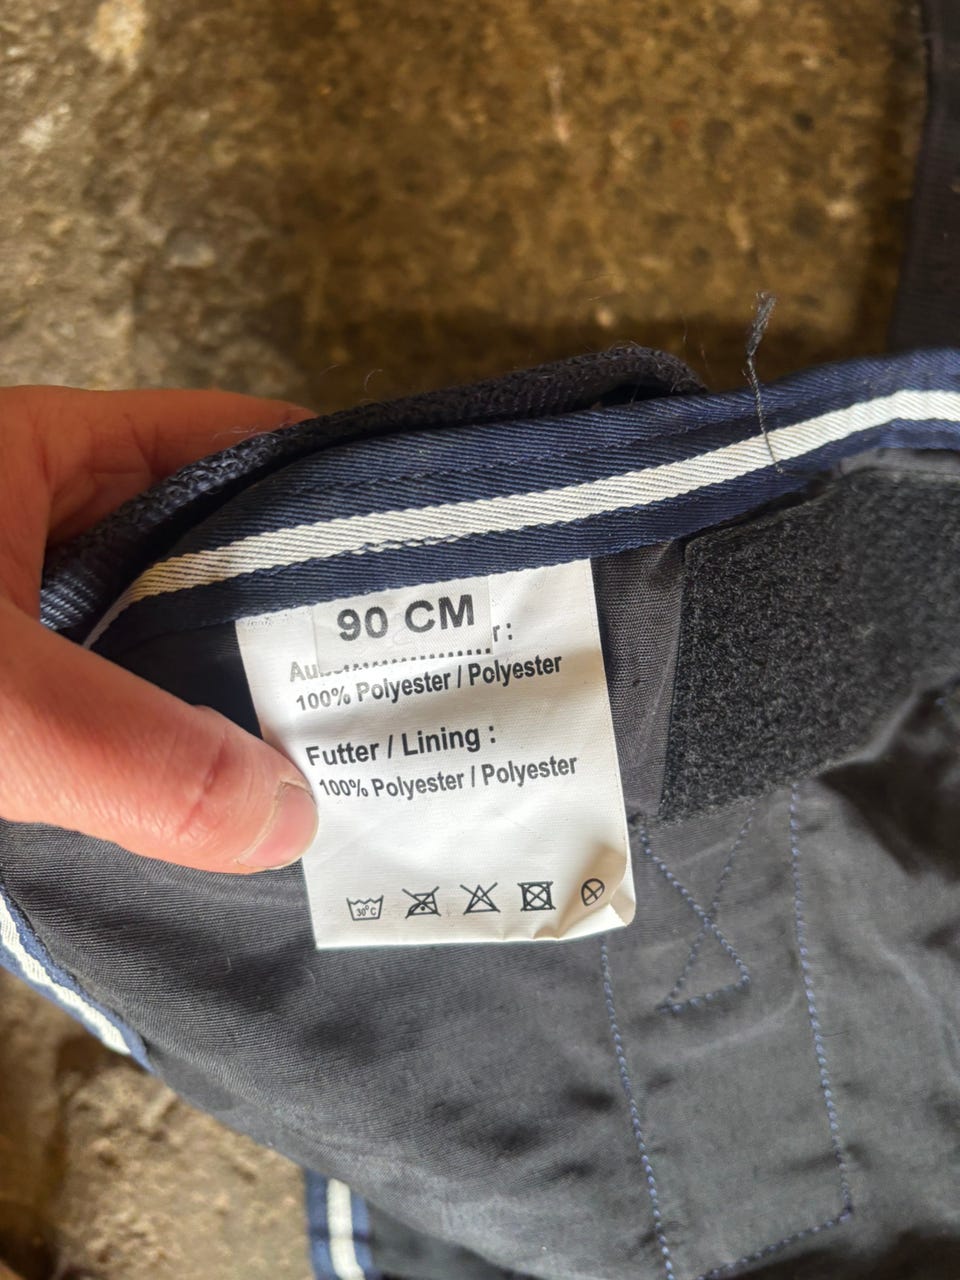 90 CM
100% Polyester / Polyester
Futter / Lining :
100% Polyester / Polyester
30°C